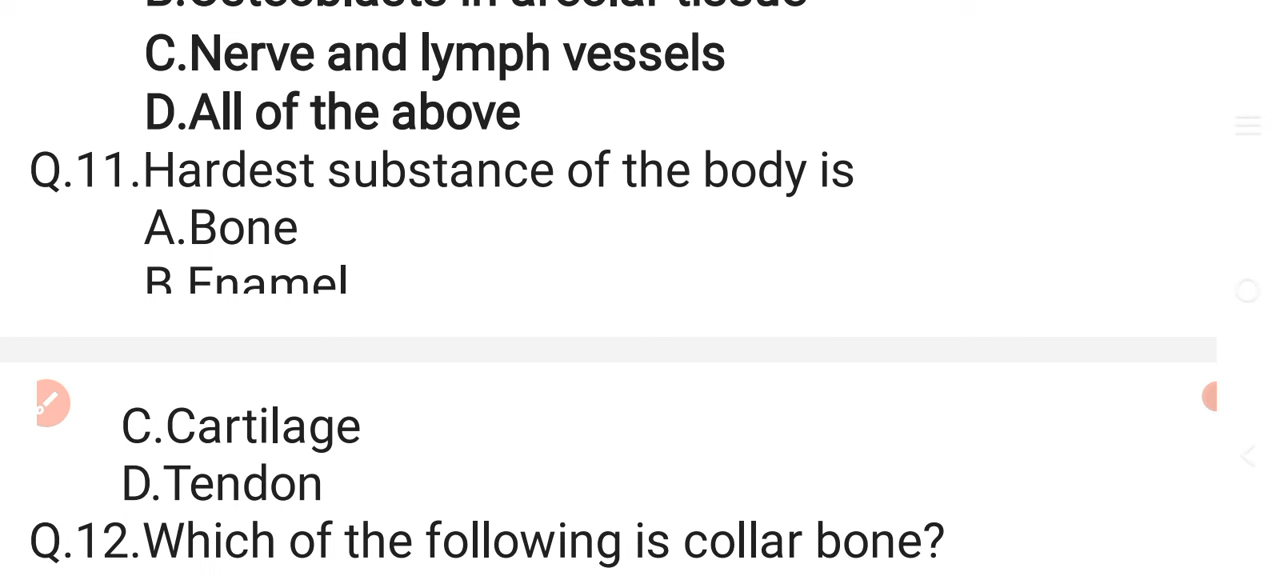 B.Osteoblasts in areolar tissue
C.Nerve and lymph vessels
D.All of the above
Q.11.Hardest substance of the body is
A.Bone
B.Enamel
C.Cartilage
D.Tendon
Q.12.Which of the following is collar bone?